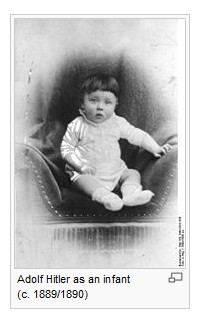 Adolf Hitler as an infant
(c. 1889/1890)